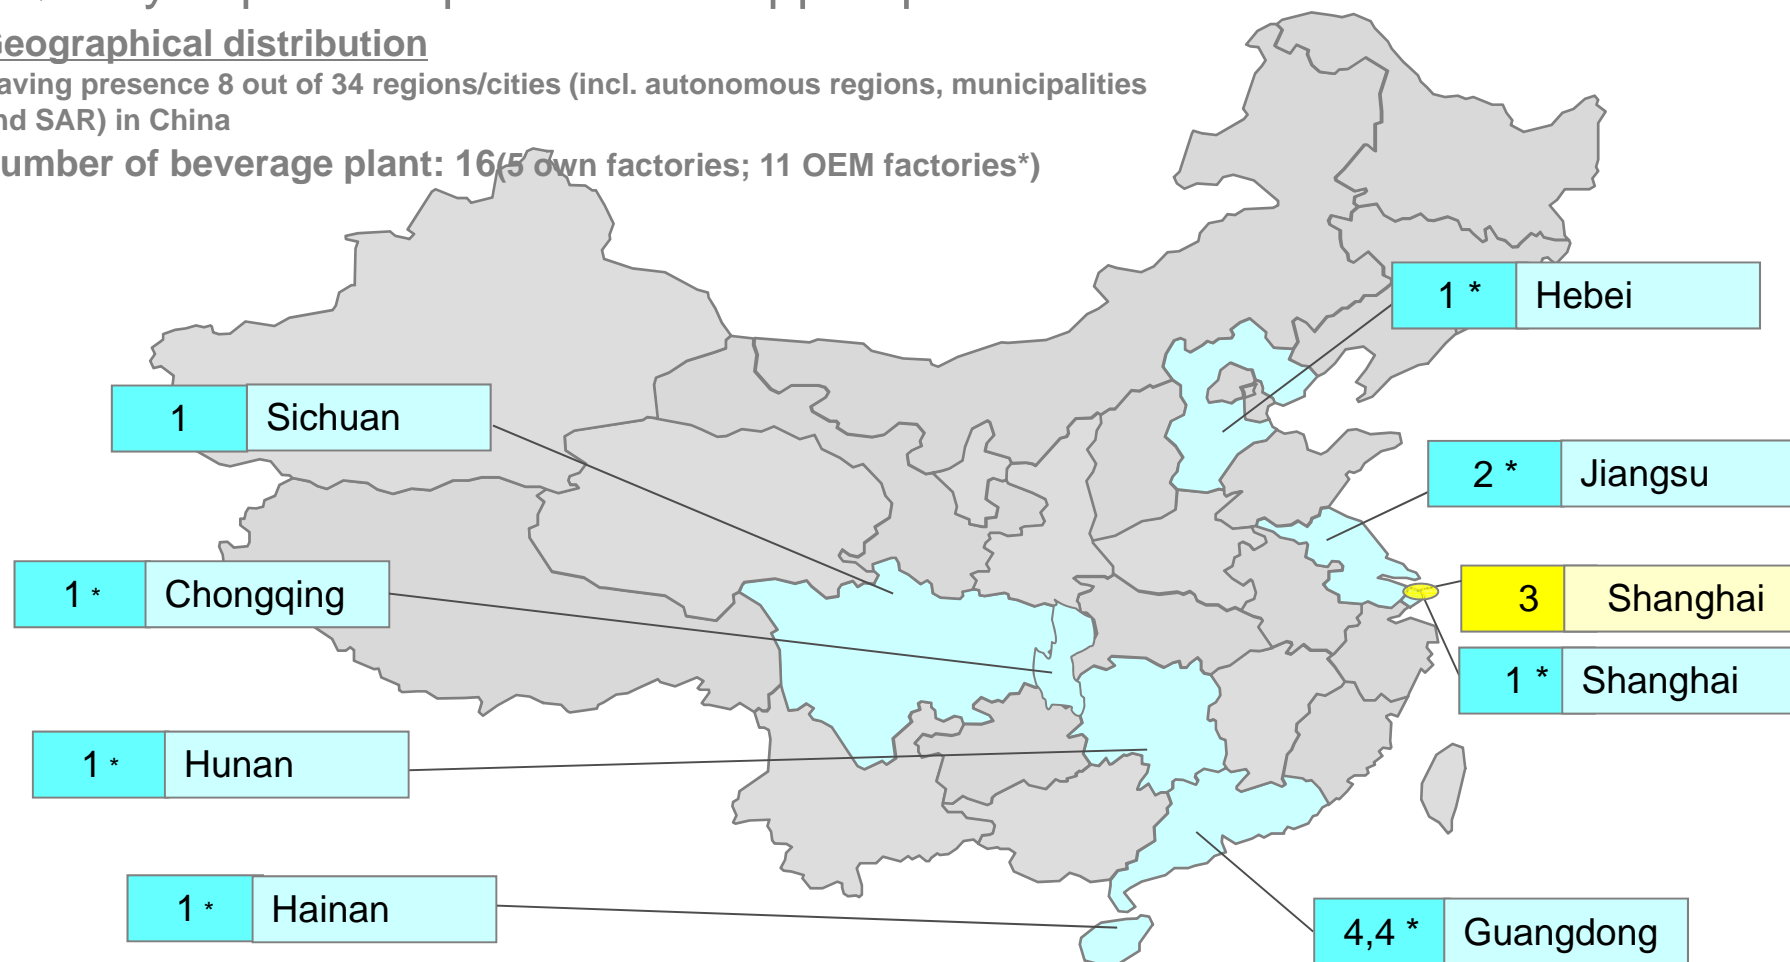 Geographical distribution
aving presence 8 out of 34 regions/cities (incl. autonomous regions, municipalities
nd SAR) in China
umber of beverage plant: 16(5 own factories; 11 OEM factories*)
1 * Hebei
1 Sichuan
2 * Jiangsu
1 * Chongqing
3 Shanghai
1 * Shanghai
1 * Hunan
1 * Hainan
4,4 * Guangdong